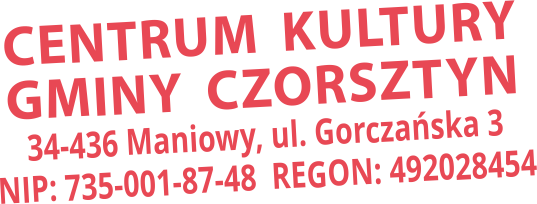 CENTRUM KULTURY
GMINY CZORSZTYN
34-436 Maniowy, ul. Gorczańska 3
NIP: 735-001-87-48 REGON: 492028454